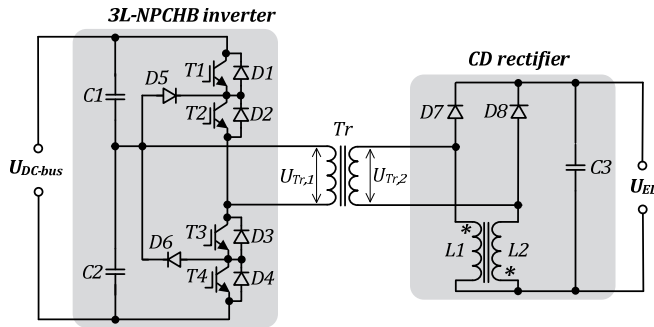 3L-NPCHB inverter
CD rectifier
T1
D1
D5
C1
T2
D2
Tr
D7
D8
C3
U_DC-bus
U_Tr,1
U_Tr,2
U_EL
T3
D3
D6
C2
T4
D4
*
L1
L2
*